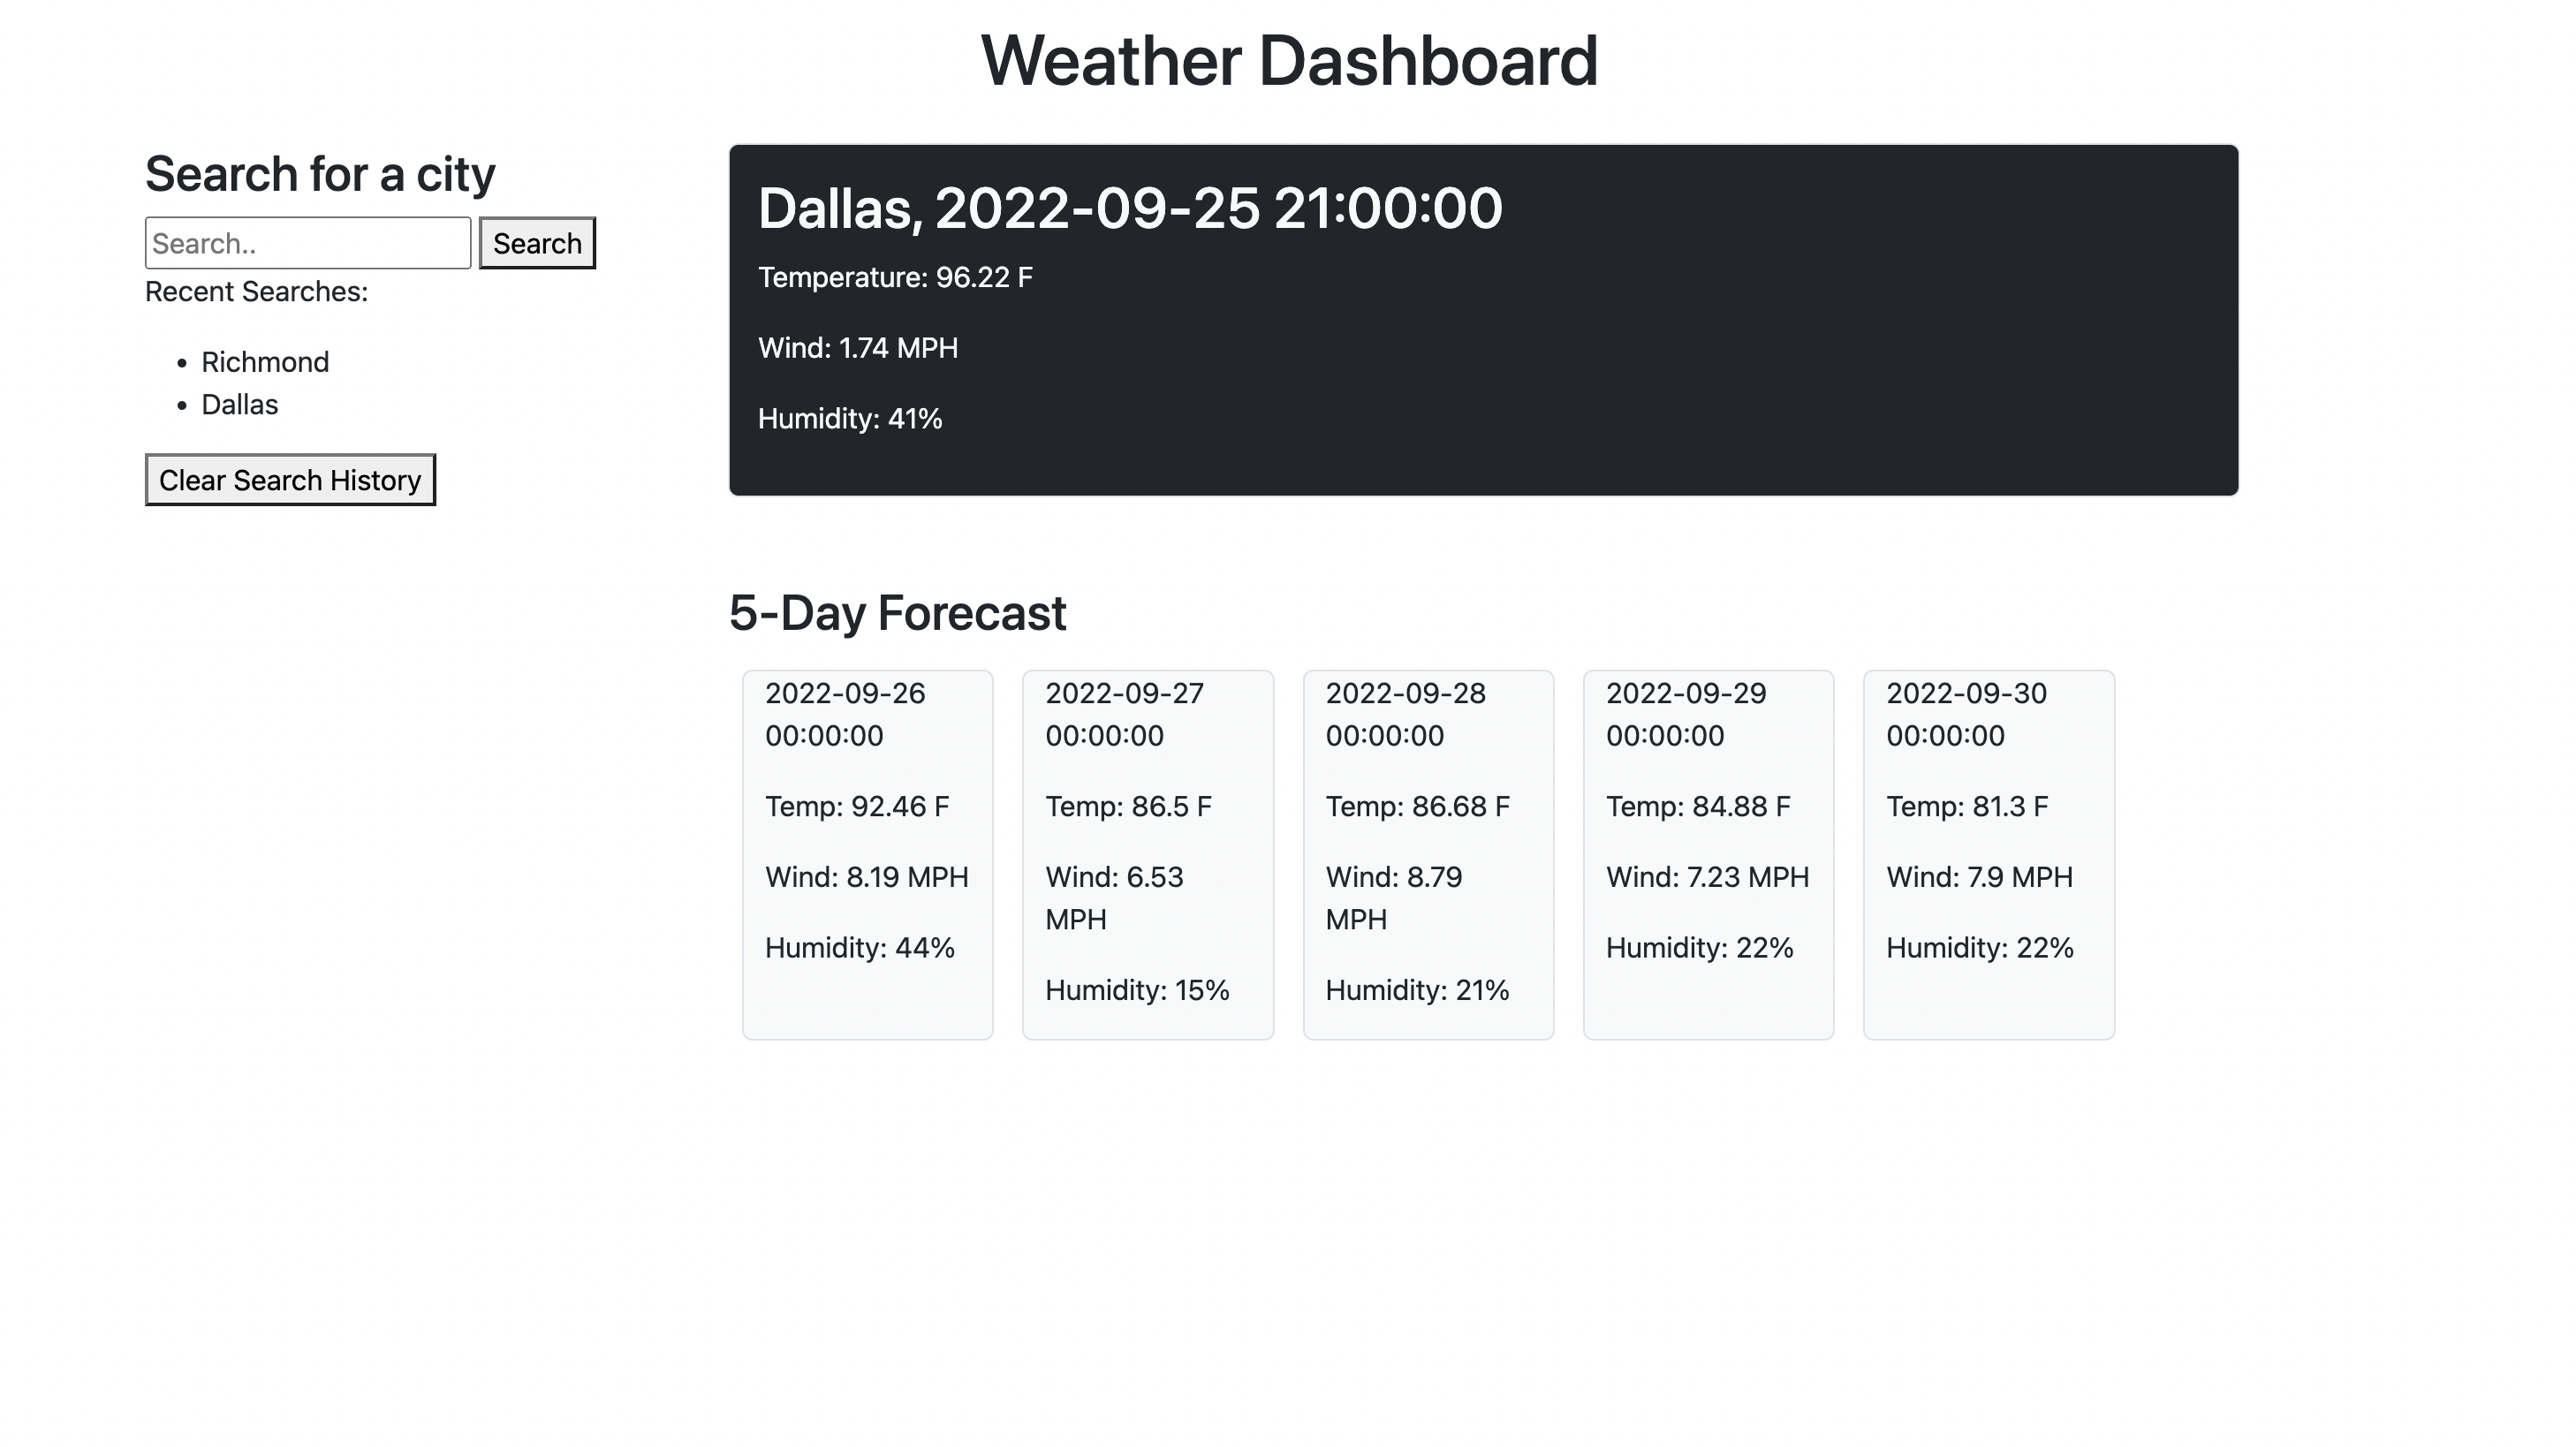 Weather Dashboard
Search for a city
Search..
Search
Recent Searches:
Richmond
Dallas
Clear Search History
Dallas, 2022-09-25 21:00:00
Temperature: 96.22 F
Wind: 1.74 MPH
Humidity: 41%
5-Day Forecast
2022-09-26
00:00:00
Temp: 92.46 F
Wind: 8.19 MPH
Humidity: 44%
2022-09-27
00:00:00
Temp: 86.5 F
Wind: 6.53
MPH
Humidity: 15%
2022-09-28
00:00:00
Temp: 86.68 F
Wind: 8.79
MPH
Humidity: 21%
2022-09-29
00:00:00
Temp: 84.88 F
Wind: 7.23 MPH
Humidity: 22%
2022-09-30
00:00:00
Temp: 81.3 F
Wind: 7.9 MPH
Humidity: 22%